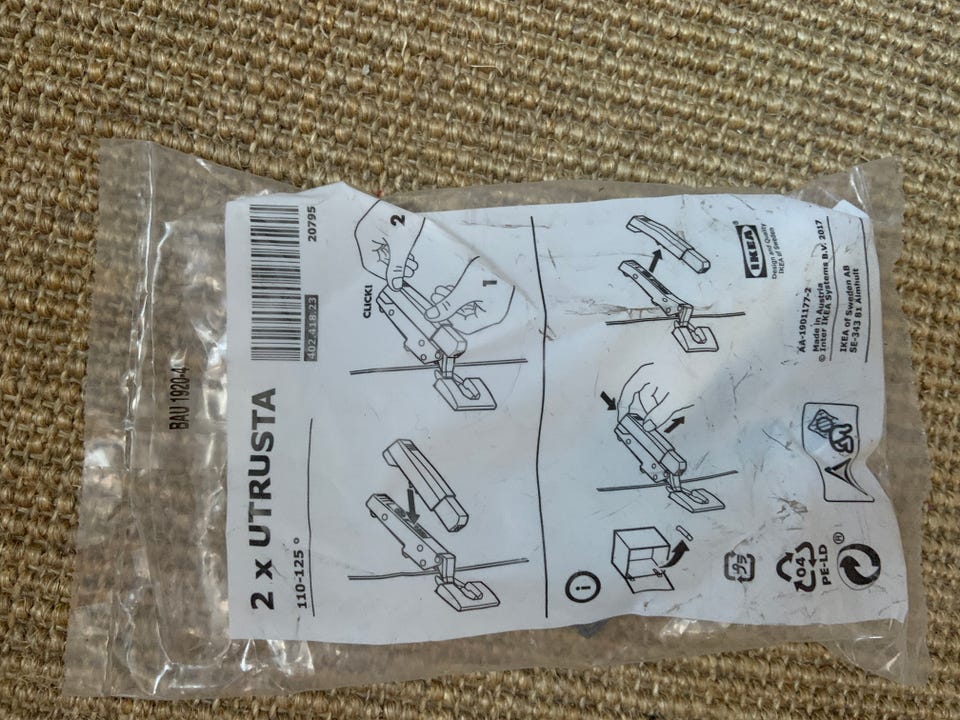 BAU 1920-4
2 x UTRUSTA
110-125 °
402.418.23
20795
CLICK!
1
2
i
IKEA®
Design and Quality
IKEA of Sweden
AA-1901177-2
Made in Austria
© Inter IKEA Systems B.V. 2017
IKEA of Sweden AB
SE-343 81 Älmhult
04
PE-LD
®